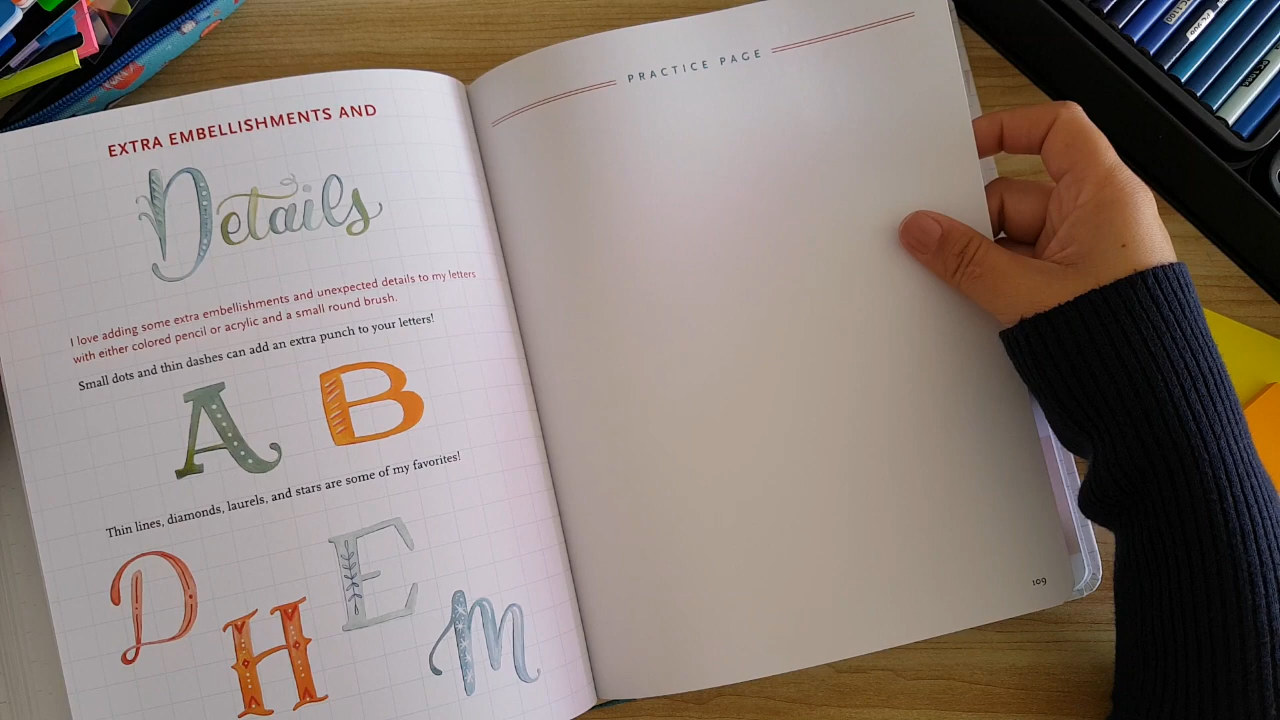 EXTRA EMBELLISHMENTS AND
Details
I love adding some extra embellishments and unexpected details to my letters
with either colored pencil or acrylic and a small round brush.
Small dots and thin dashes can add an extra punch to your letters!
A B
Thin lines, diamonds, laurels, and stars are some of my favorites!
D H E M
PRACTICE PAGE
109